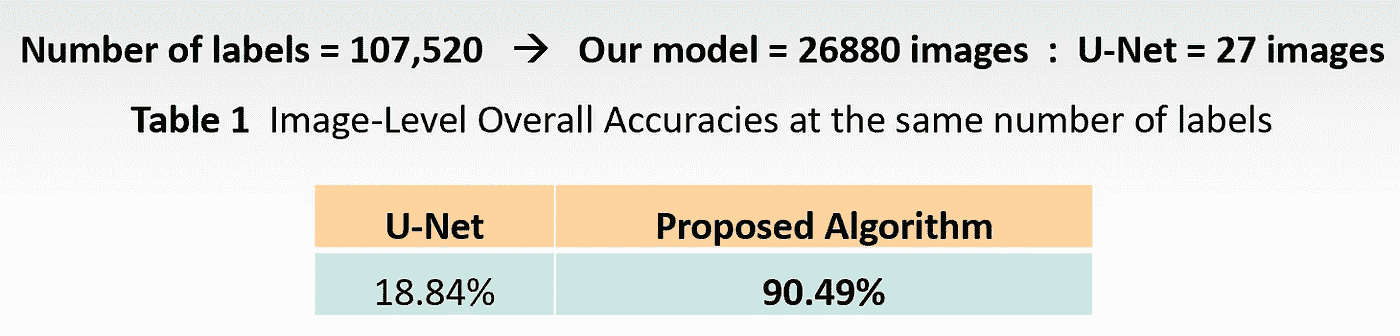 Number of labels = 107,520 → Our model = 26880 images : U-Net = 27 images
Table 1 Image-Level Overall Accuracies at the same number of labels
U-Net Proposed Algorithm
18.84% 90.49%